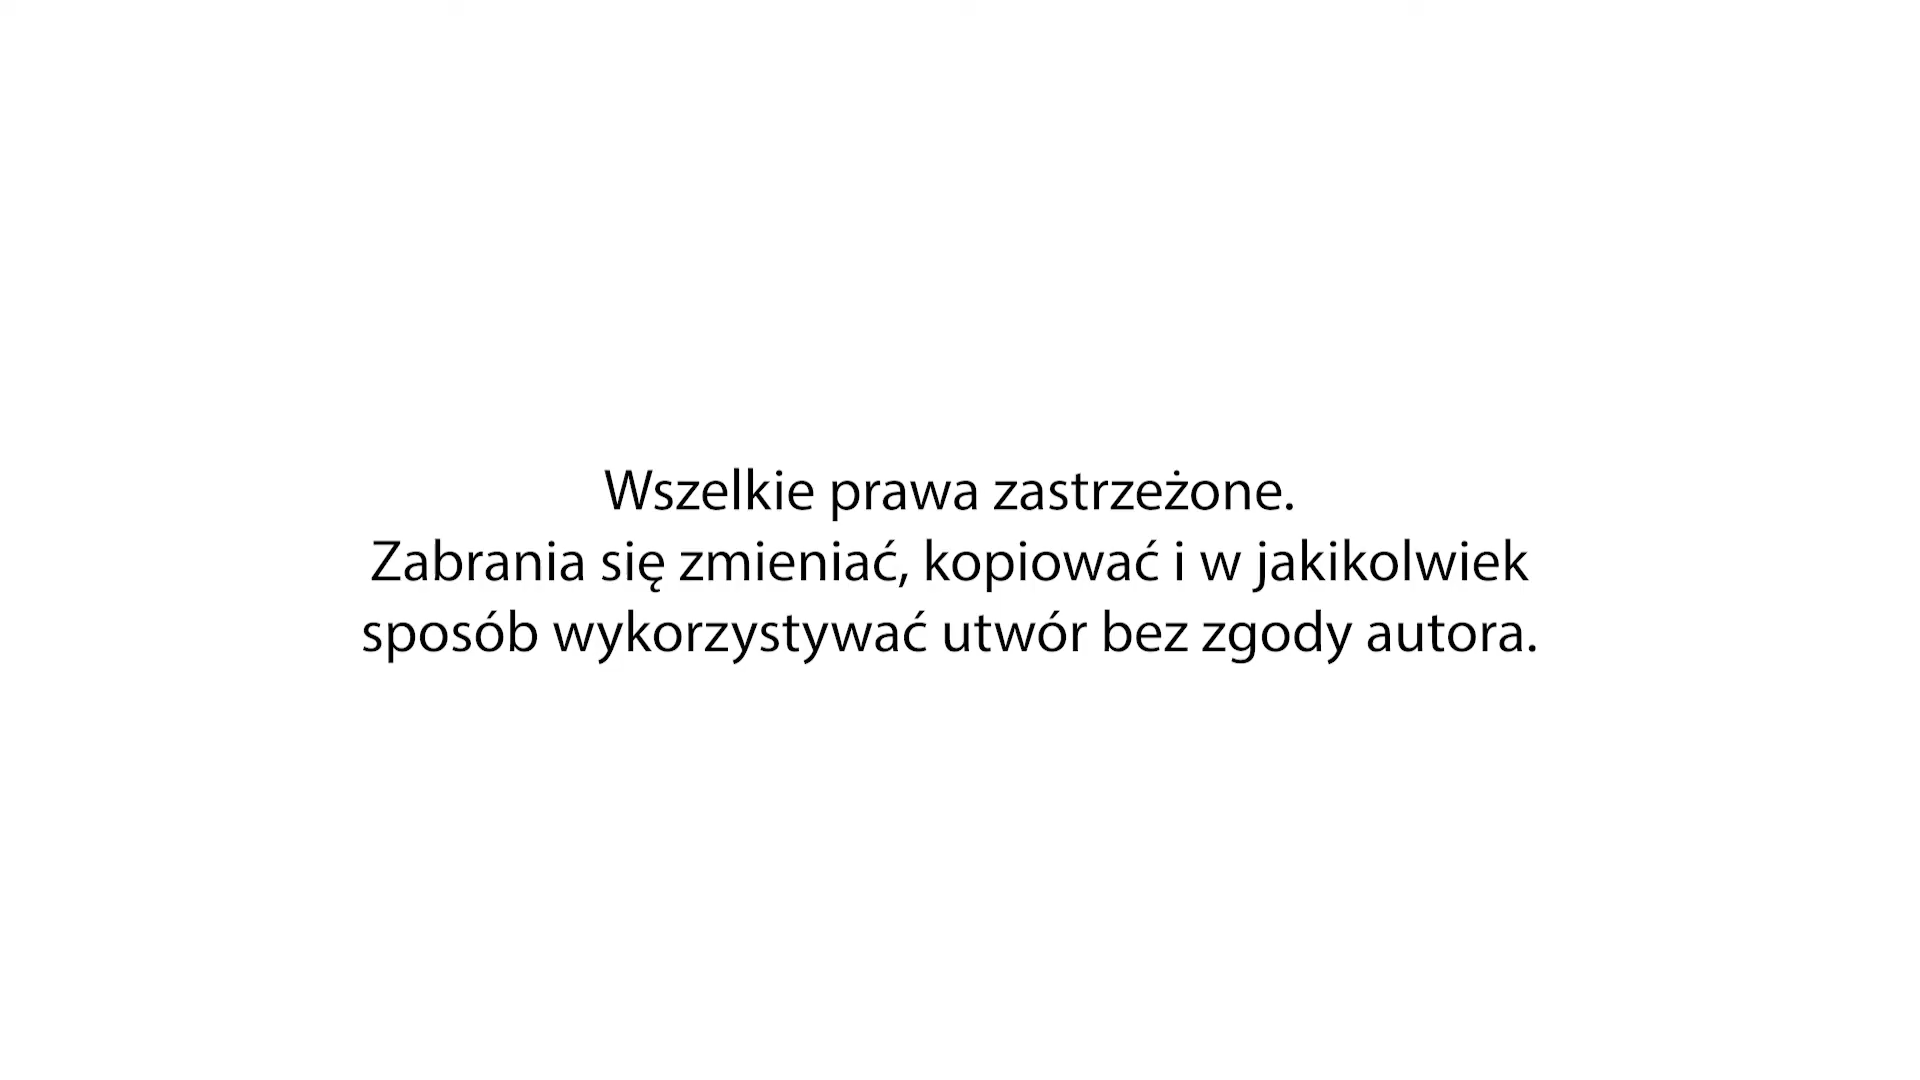 Wszelkie prawa zastrzeżone.
Zabrania się zmieniać, kopiować i w jakikolwiek
sposób wykorzystywać utwór bez zgody autora.